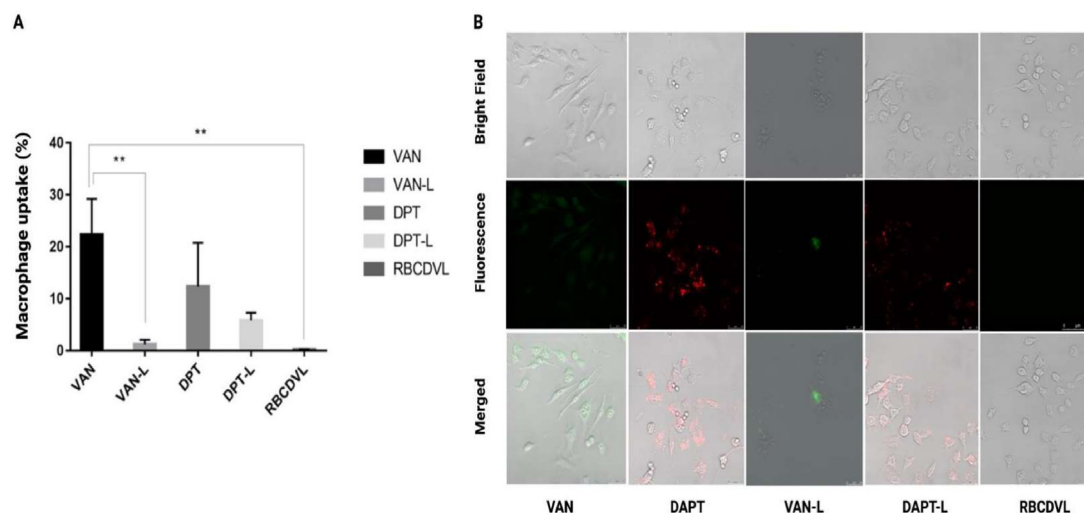 A
Macrophage uptake (%)
40
30
20
10
0
**
**
VAN
VAN-L
DPT
DPT-L
RBCDVL
VAN
VAN-L
DPT
DPT-L
RBCDVL
B
Bright Field
Fluorescence
Merged
VAN
DAPT
VAN-L
DAPT-L
RBCDVL